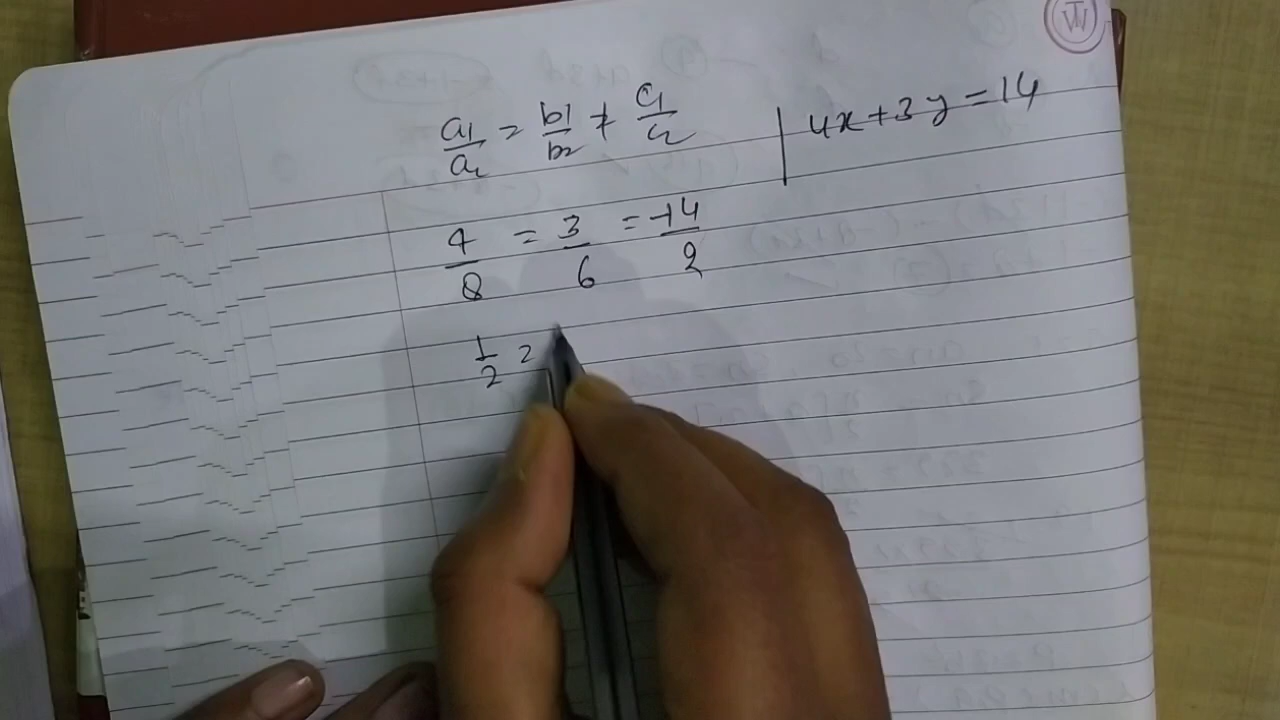 a1/a2 = b1/b2 ≠ c1/c2 | 4x+3y=14
4/8 = 3/6 = -14/2
1/2 =